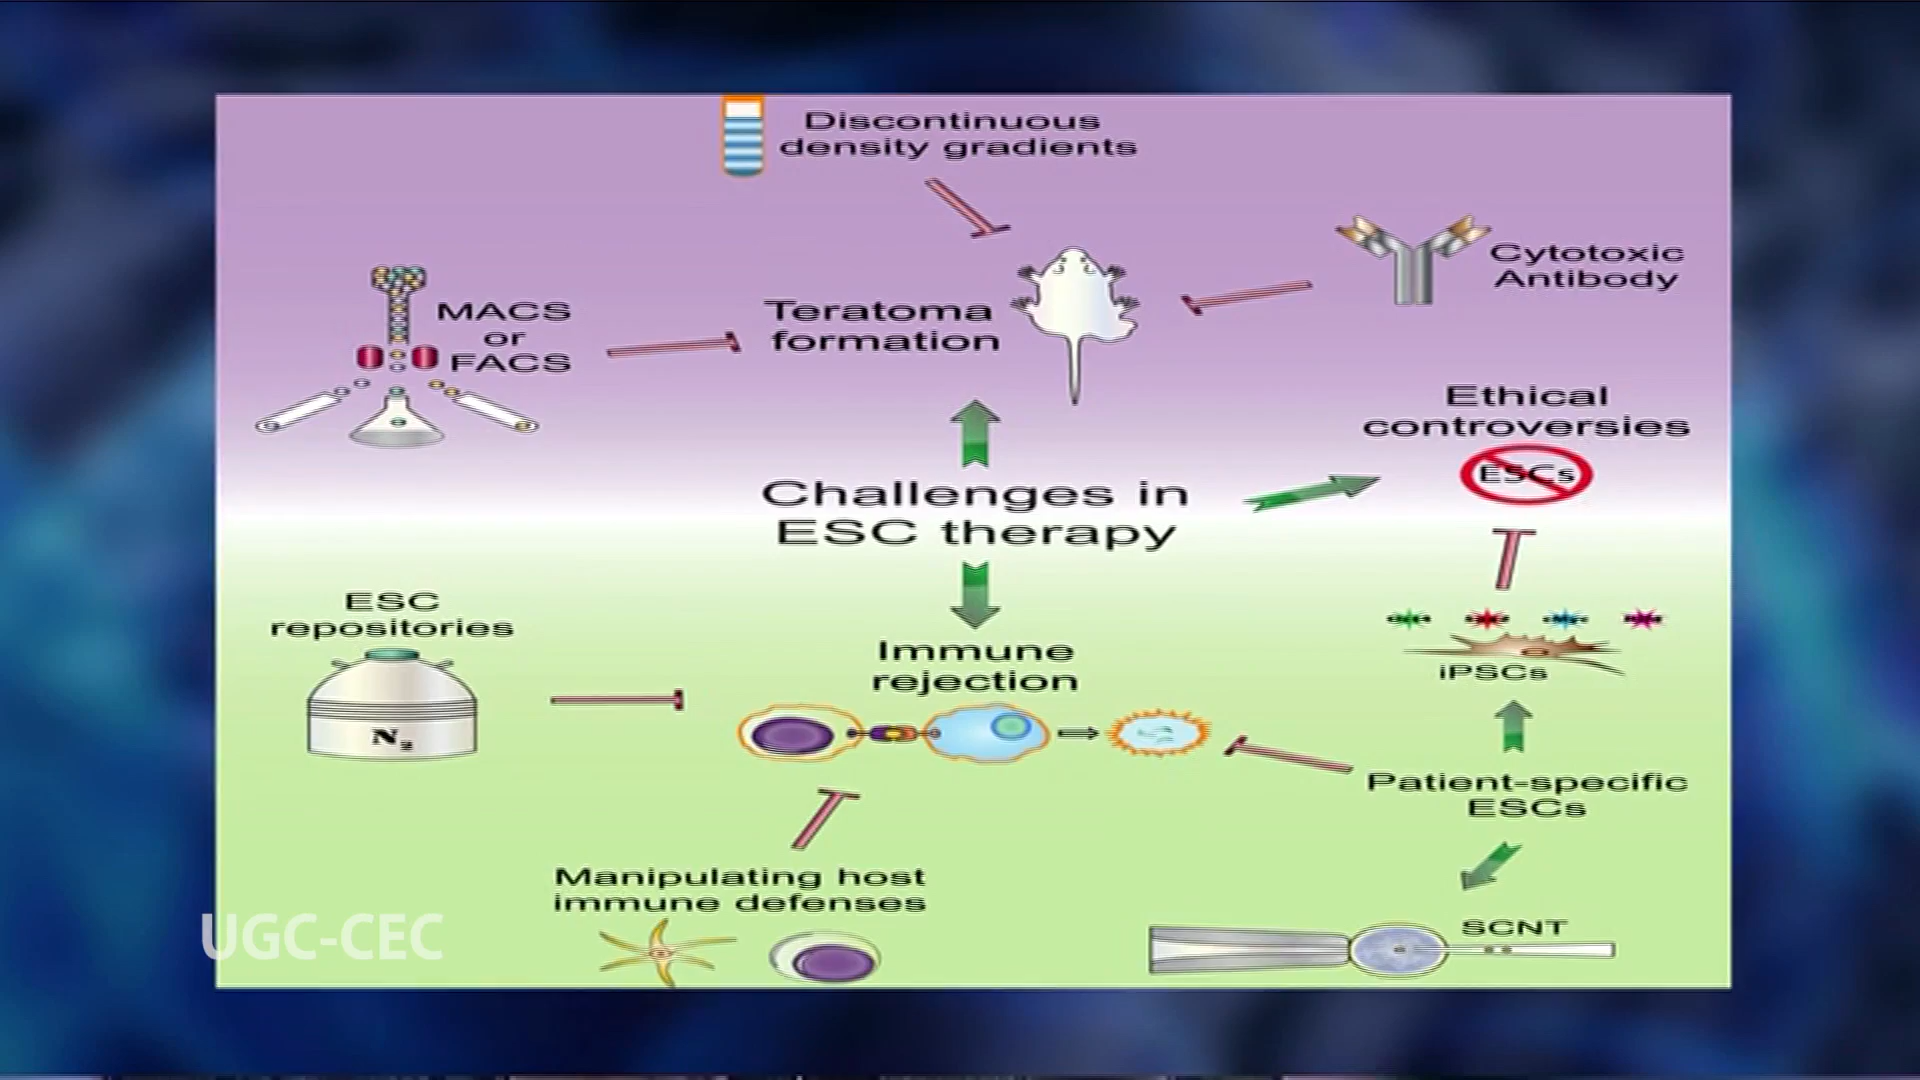 Discontinuous
density gradients
Cytotoxic
Antibody
MACS
or
FACS
Teratoma
formation
Ethical
controversies
ESCs
Challenges in
ESC therapy
ESC
repositories
N2
Immune
rejection
iPSCs
Patient-specific
ESCs
Manipulating host
immune defenses
SCNT
UGC-CEC